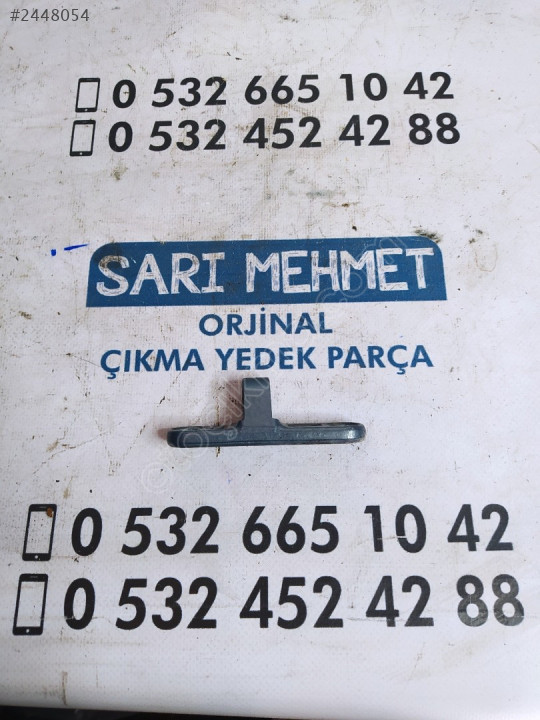 #2448054
0 532 665 10 42
0 532 452 42 88
SARI MEHMET
ORJİNAL
ÇIKMA YEDEK PARÇA
0 532 665 10 42
0 532 452 42 88